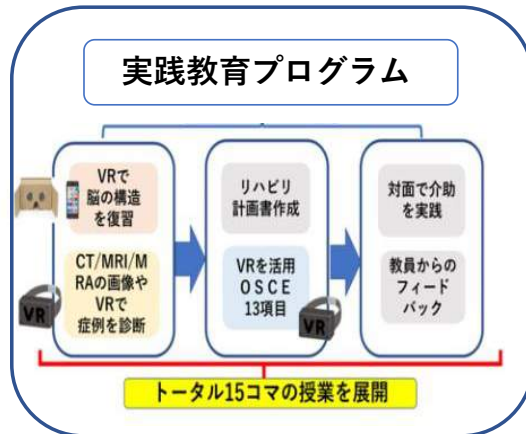 実践教育プログラム
VRで
脳の構造
を復習
CT/MRI/M
RAの画像や
VRで
症例を診断
VR
リハビリ
計画書作成
VRを活用
OSCE
13項目
VR
対面で介助
を実践
教員からの
フィード
バック
トータル15コマの授業を展開